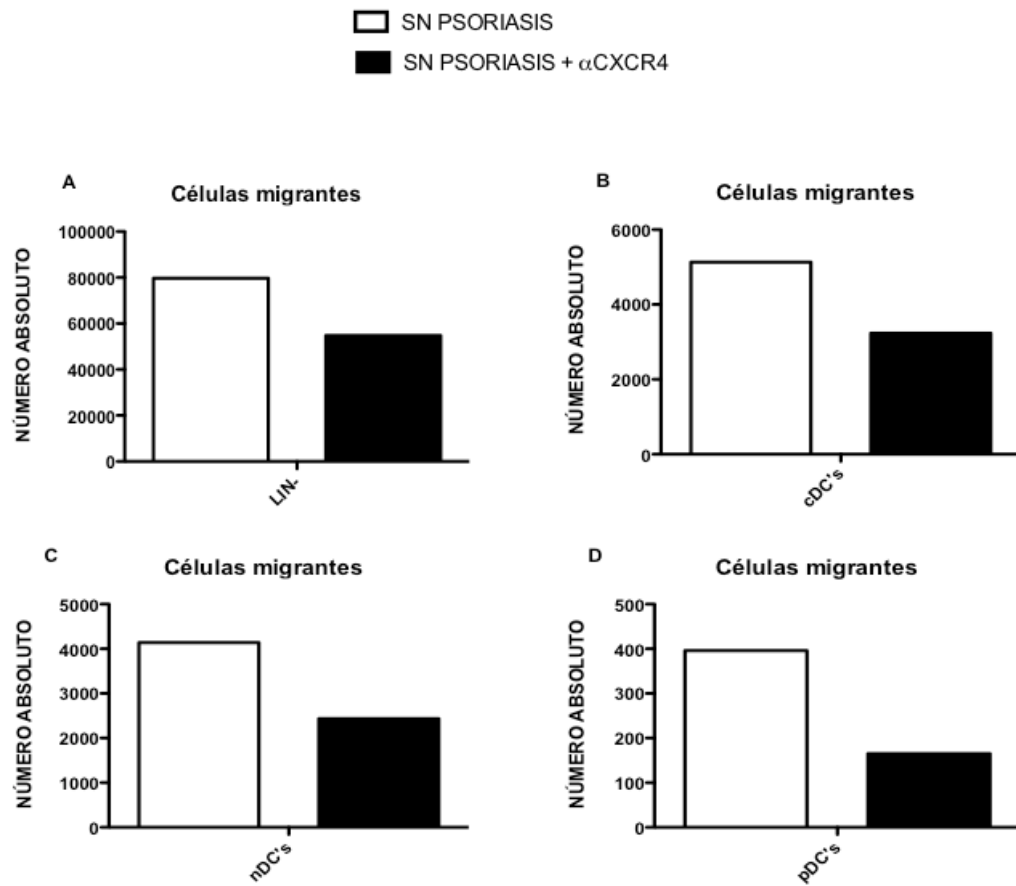 SN PSORIASIS
SN PSORIASIS + αCXCR4
A
Células migrantes
NÚMERO ABSOLUTO
100000
80000
60000
40000
20000
0
LIN-
B
Células migrantes
NÚMERO ABSOLUTO
6000
4000
2000
0
cDC's
C
Células migrantes
NÚMERO ABSOLUTO
5000
4000
3000
2000
1000
0
nDC's
D
Células migrantes
NÚMERO ABSOLUTO
500
400
300
200
100
0
pDC's